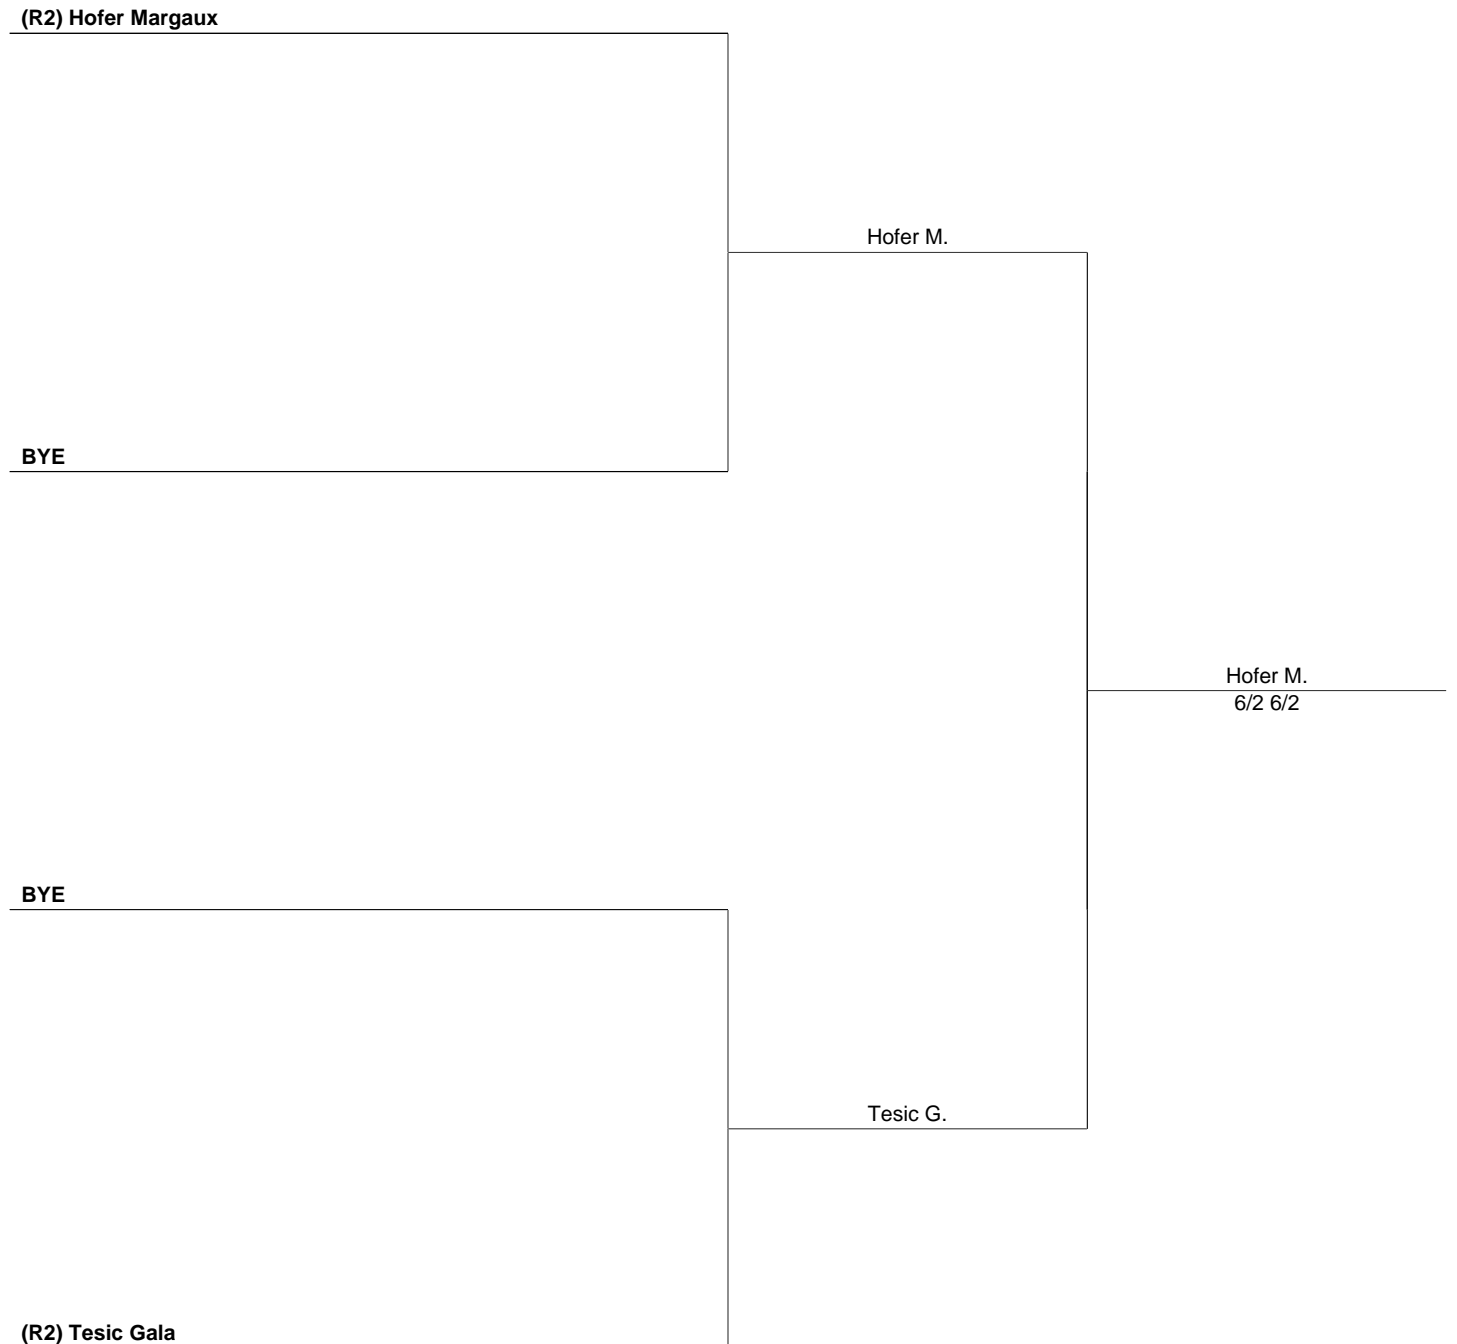 (R2) Hofer Margaux
Hofer M.
BYE
Hofer M.
6/2 6/2
BYE
Tesic G.
(R2) Tesic Gala